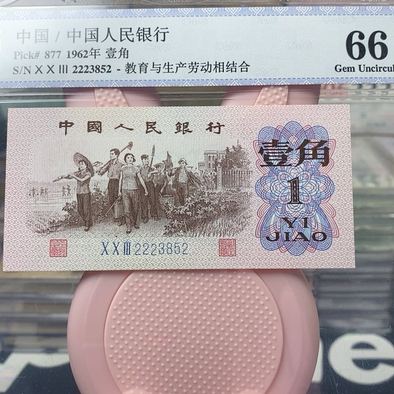 中国 / 中国人民银行
Pick# 877 1962年 壹角
S/N X X III 2223852 - 教育与生产劳动相结合
66
Gem Uncircul
中國人民銀行
壹角
1
YI
JIAO
X X III 2223852